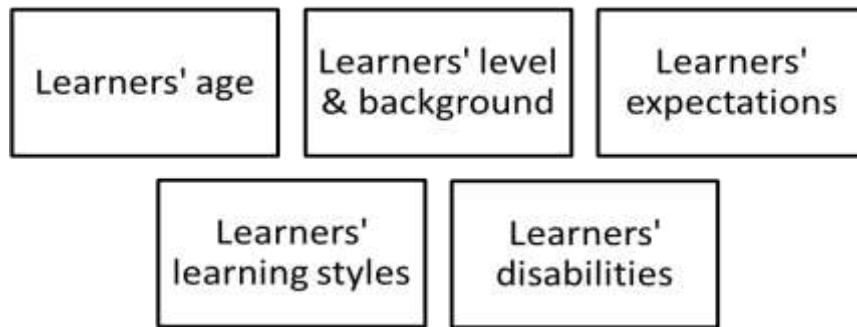 Learners' age
Learners' level
& background
Learners'
expectations
Learners'
learning styles
Learners'
disabilities